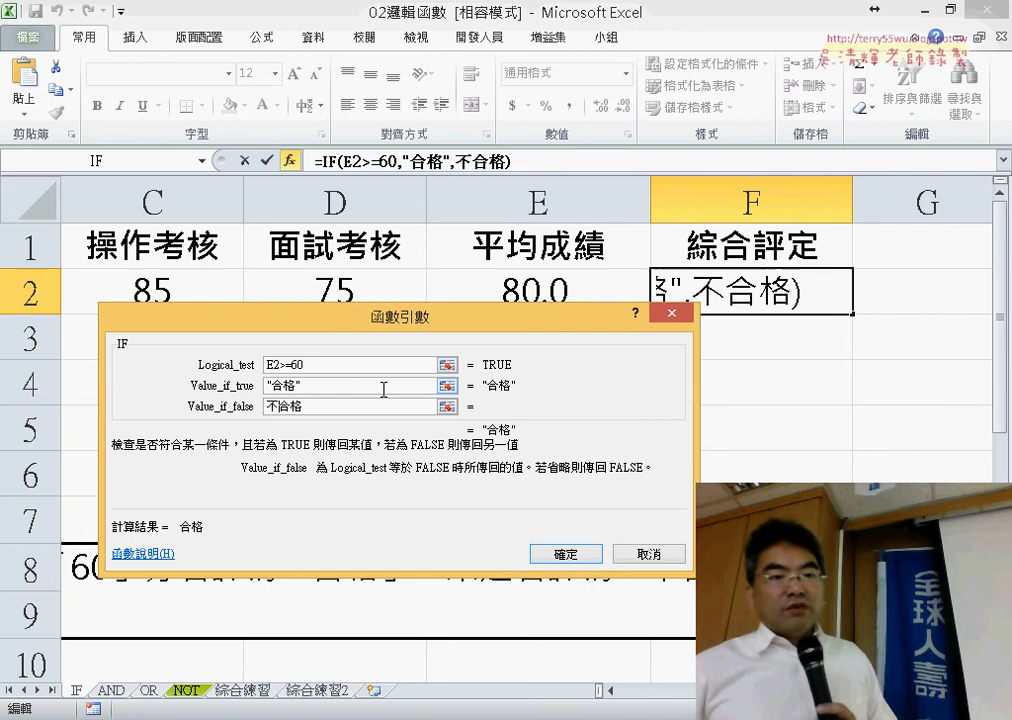 02邏輯函數 [相容模式] - Microsoft Excel
檔案 常用 插入 版面配置 公式 資料 校閱 檢視 開發人員 增益集 小組
http://terry55wu.blogspot.tw
吳清輝老師錄製
貼上
12
通用格式
設定格式化的條件
格式化為表格
儲存格樣式
插入
刪除
格式
排序與篩選 尋找與選取
剪貼簿 字型 對齊方式 數值 樣式 儲存格 編輯
IF
=IF(E2>=60,"合格",不合格)
C D E F G
1 操作考核 面試考核 平均成績 綜合評定
2 85 75 80.0 格",不合格)
3
4
5
6
7
8
9
10
函數引數
IF
Logical_test E2>=60 = TRUE
Value_if_true "合格" = "合格"
Value_if_false 不合格 =
= "合格"
檢查是否符合某一條件，且若為 TRUE 則傳回某值，若為 FALSE 則傳回另一值
Value_if_false 為 Logical_test 等於 FALSE 時所傳回的值。若省略則傳回 FALSE。
計算結果 = 合格
函數說明(H)
確定 取消
IF AND OR NOT 綜合練習 綜合練習2
編輯
全球人壽